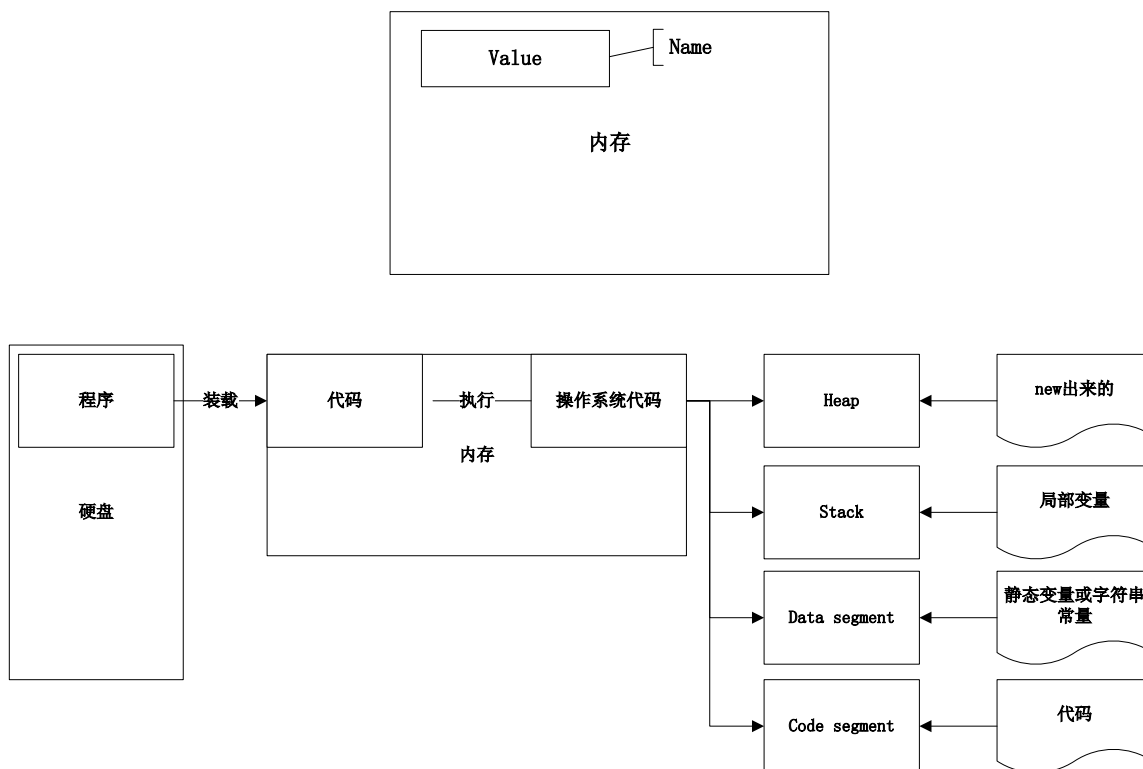 Value
Name
内存
程序
装载
代码
执行
操作系统代码
Heap
new出来的
内存
硬盘
Stack
局部变量
Data segment
静态变量或字符串
常量
Code segment
代码